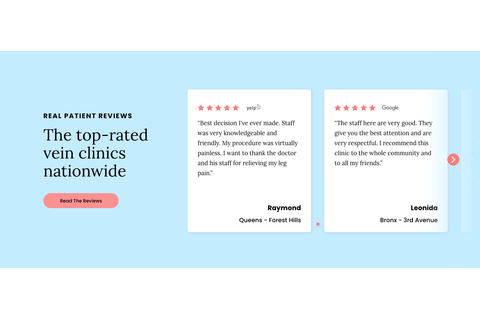 REAL PATIENT REVIEWS
The top-rated
vein clinics
nationwide
Read The Reviews
yelp
"Best decision I've ever made. Staff
was very knowledgeable and
friendly. My procedure was virtually
painless. I want to thank the doctor
and his staff for relieving my leg
pain."
Raymond
Queens - Forest Hills
Google
"The staff here are very good. They
give you the best attention and are
very respectful. I recommend this
clinic to the whole community and
to all my friends."
Leonida
Bronx - 3rd Avenue